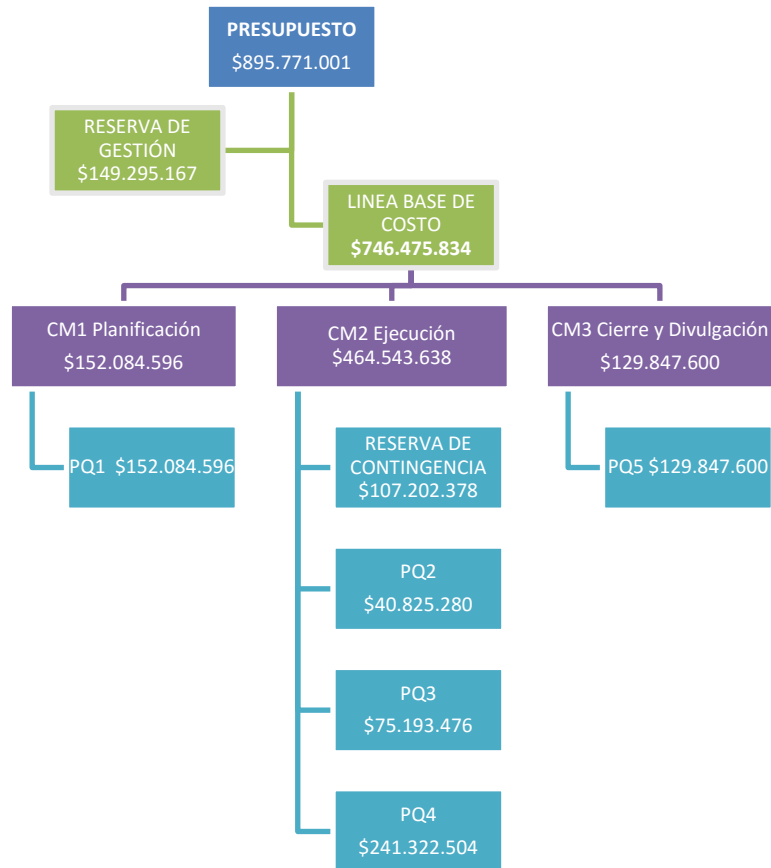 PRESUPUESTO
$895.771.001
RESERVA DE
GESTIÓN
$149.295.167
LINEA BASE DE
COSTO
$746.475.834
CM1 Planificación
$152.084.596
CM2 Ejecución
$464.543.638
CM3 Cierre y Divulgación
$129.847.600
PQ1 $152.084.596
RESERVA DE
CONTINGENCIA
$107.202.378
PQ5 $129.847.600
PQ2
$40.825.280
PQ3
$75.193.476
PQ4
$241.322.504